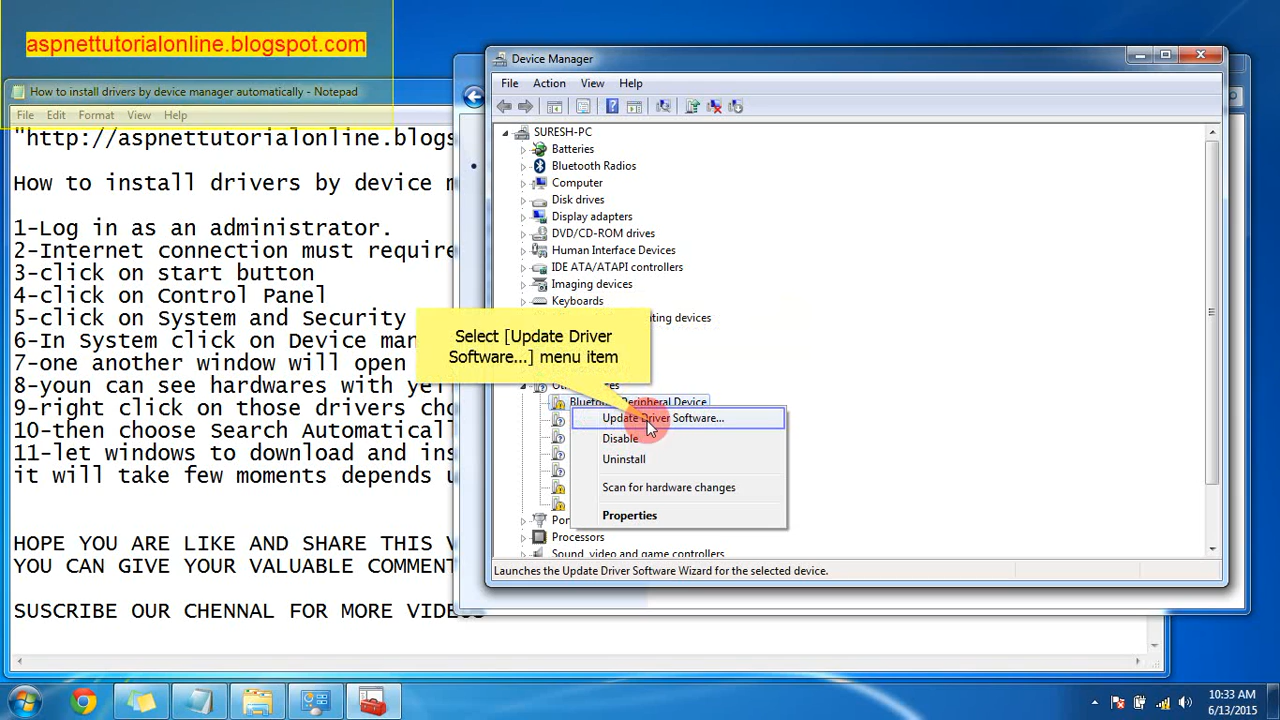 aspnettutorialonline.blogspot.com
How to install drivers by device manager automatically - Notepad
File Edit Format View Help
"http://aspnettutorialonline.blogs
How to install drivers by device m
1-Log in as an administrator.
2-Internet connection must require
3-click on start button
4-click on Control Panel
5-click on System and Security
6-In System click on Device man
7-one another window will open
8-youn can see hardwares with yel
9-right click on those drivers cho
10-then choose Search Automatical
11-let windows to download and ins
it will take few moments depends u
HOPE YOU ARE LIKE AND SHARE THIS V
YOU CAN GIVE YOUR VALUABLE COMMENT
SUSCRIBE OUR CHENNAL FOR MORE VIDEOS
Device Manager
File Action View Help
SURESH-PC
Batteries
Bluetooth Radios
Computer
Disk drives
Display adapters
DVD/CD-ROM drives
Human Interface Devices
IDE ATA/ATAPI controllers
Imaging devices
Keyboards
ting devices
Select [Update Driver
Software...] menu item
Bluetooth Peripheral Device
Update Driver Software...
Disable
Uninstall
Scan for hardware changes
Properties
Por
Processors
Sound, video and game controllers
Launches the Update Driver Software Wizard for the selected device.
10:33 AM
6/13/2015